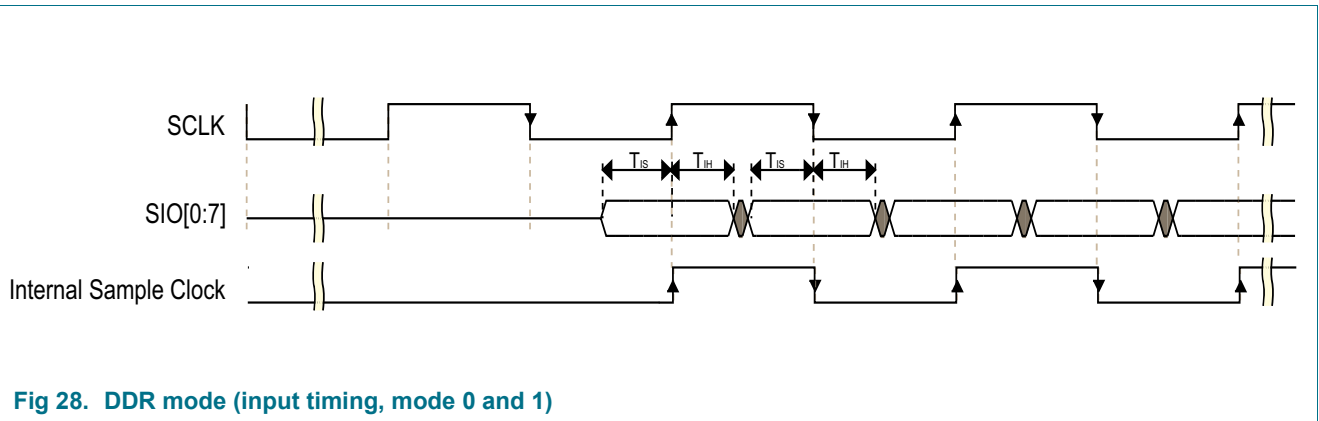 SCLK
TIS TIH TIS TIH
SIO[0:7]
Internal Sample Clock
Fig 28. DDR mode (input timing, mode 0 and 1)